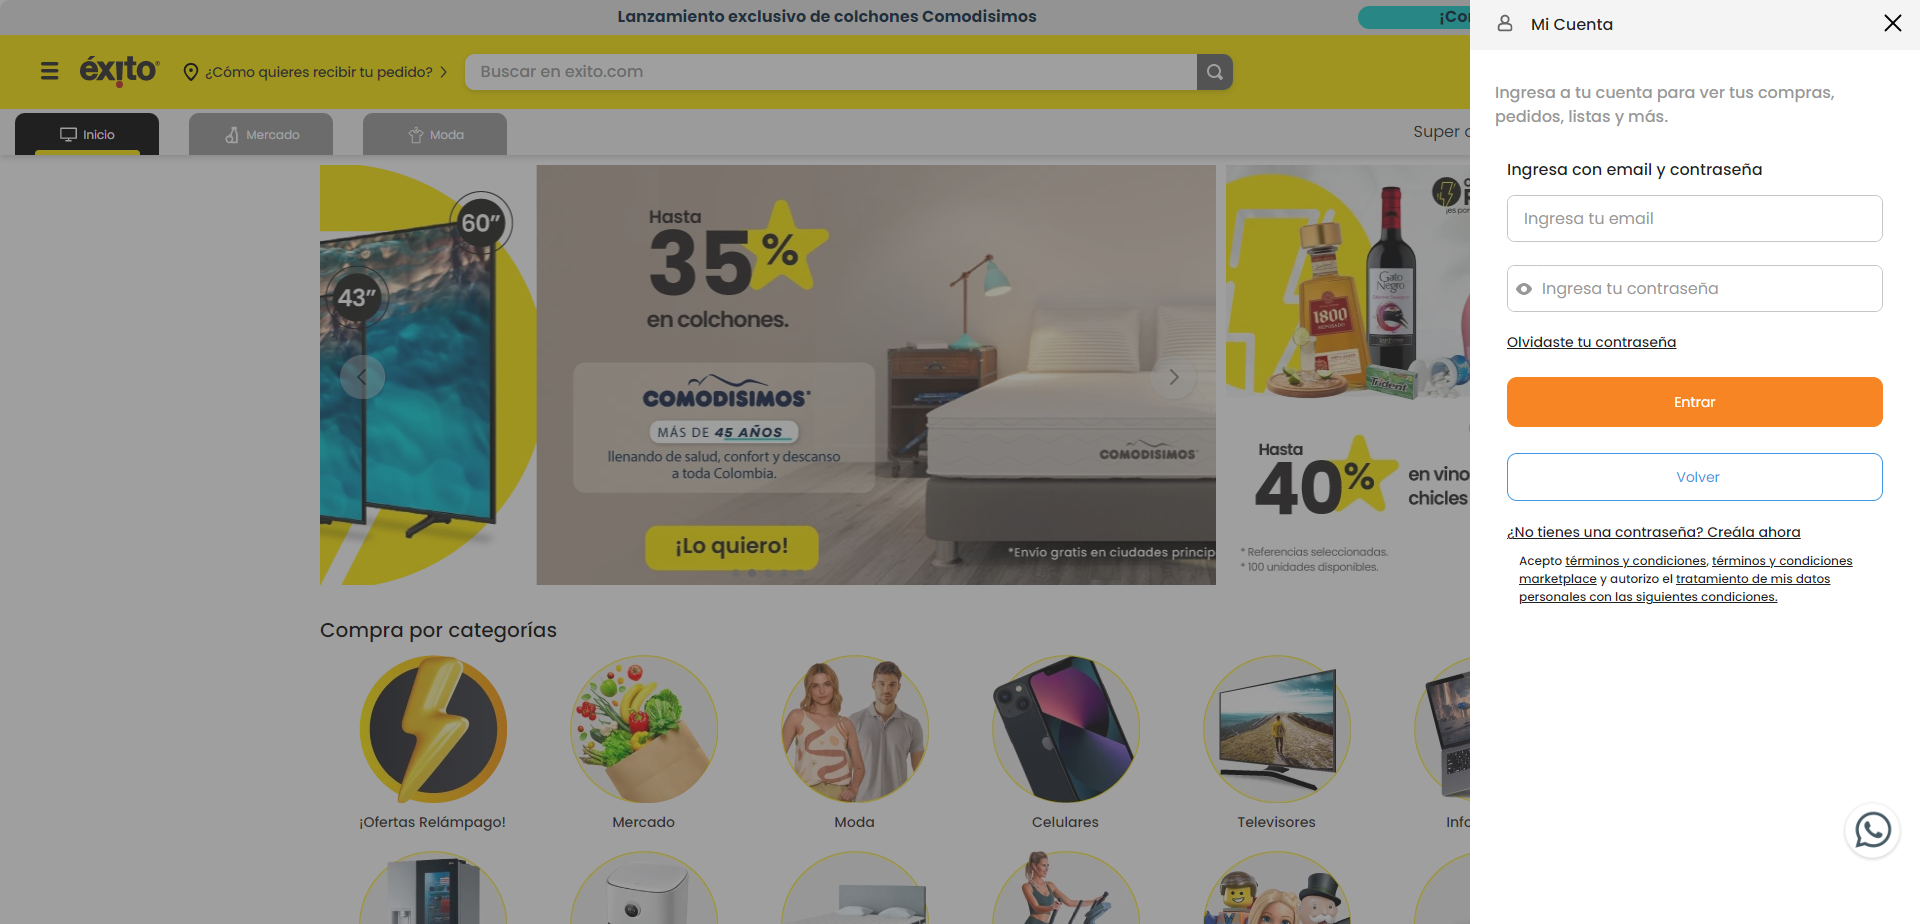 Lanzamiento exclusivo de colchones Comodisimos
éxito
¿Cómo quieres recibir tu pedido?
Buscar en exito.com
Inicio
Mercado
Moda
Super
60”
43”
Hasta
35%
en colchones.
COMODISIMOS
MÁS DE 45 AÑOS
llenando de salud, confort y descanso
a toda Colombia.
¡Lo quiero!
COMODISIMOS
*Envío gratis en ciudades princip
Gato
Negro
1800
REPOSADO
Trident
Hasta
40%
en vino
chicles
* Referencias seleccionadas.
* 100 unidades disponibles.
Compra por categorías
¡Ofertas Relámpago!
Mercado
Moda
Celulares
Televisores
Info
Mi Cuenta
Ingresa a tu cuenta para ver tus compras,
pedidos, listas y más.
Ingresa con email y contraseña
Ingresa tu email
Ingresa tu contraseña
Olvidaste tu contraseña
Entrar
Volver
¿No tienes una contraseña? Creála ahora
Acepto términos y condiciones, términos y condiciones
marketplace y autorizo el tratamiento de mis datos
personales con las siguientes condiciones.